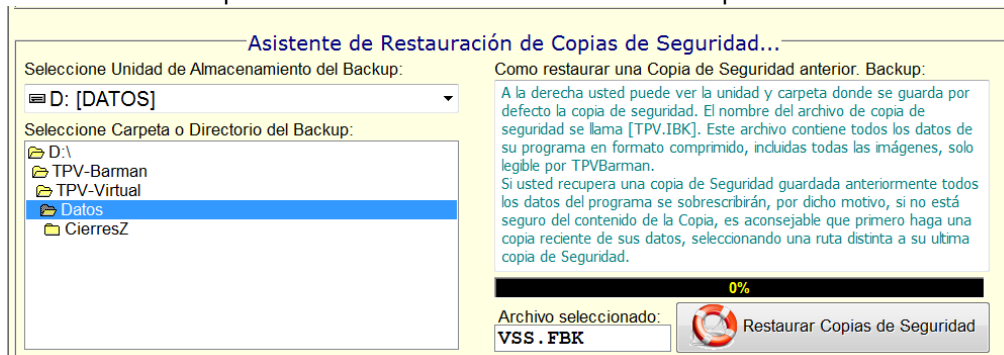 Asistente de Restauración de Copias de Seguridad...
Seleccione Unidad de Almacenamiento del Backup:
D: [DATOS]
Seleccione Carpeta o Directorio del Backup:
D:\
TPV-Barman
TPV-Virtual
Datos
CierresZ
Como restaurar una Copia de Seguridad anterior. Backup:
A la derecha usted puede ver la unidad y carpeta donde se guarda por
defecto la copia de seguridad. El nombre del archivo de copia de
seguridad se llama [TPV.IBK]. Este archivo contiene todos los datos de
su programa en formato comprimido, incluidas todas las imágenes, solo
legible por TPVBarman.
Si usted recupera una copia de Seguridad guardada anteriormente todos
los datos del programa se sobrescribirán, por dicho motivo, si no está
seguro del contenido de la Copia, es aconsejable que primero haga una
copia reciente de sus datos, seleccionando una ruta distinta a su ultima
copia de Seguridad.
0%
Archivo seleccionado:
VSS.FBK
Restaurar Copias de Seguridad